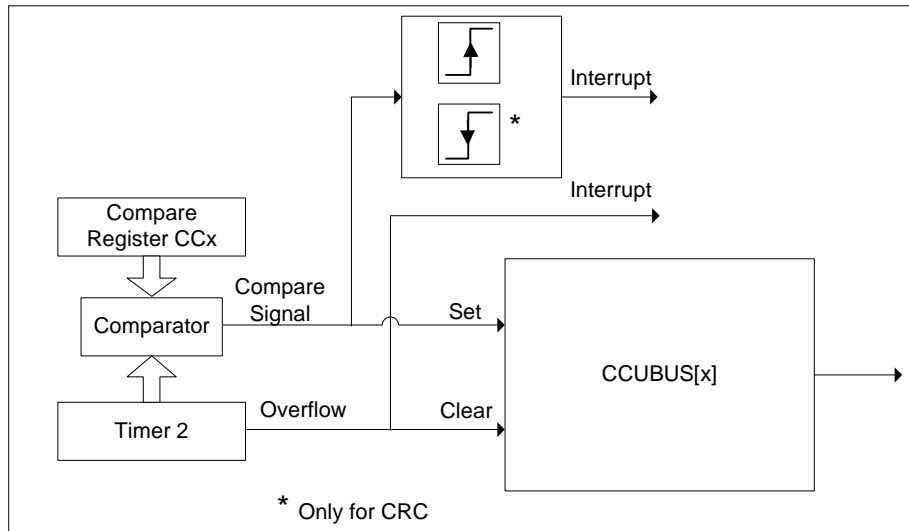 Interrupt
*
Interrupt
Compare
Register CCx
Compare
Signal
Comparator
Set
CCUBUS[x]
Overflow
Clear
Timer 2
* Only for CRC